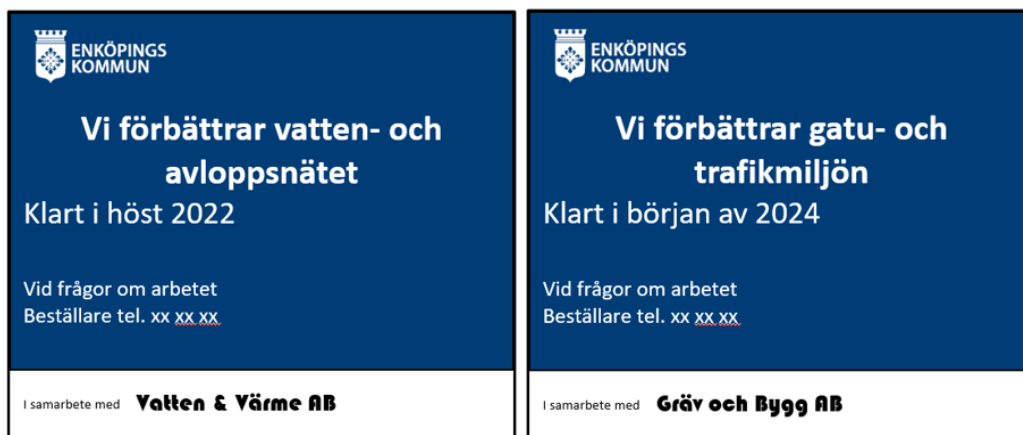 ENKÖPINGS
KOMMUN
Vi förbättrar vatten- och
avloppsnätet
Klart i höst 2022
Vid frågor om arbetet
Beställare tel. xx xx xx
I samarbete med Vatten & Värme AB
ENKÖPINGS
KOMMUN
Vi förbättrar gatu- och
trafikmiljön
Klart i början av 2024
Vid frågor om arbetet
Beställare tel. xx xx xx
I samarbete med Gräv och Bygg AB